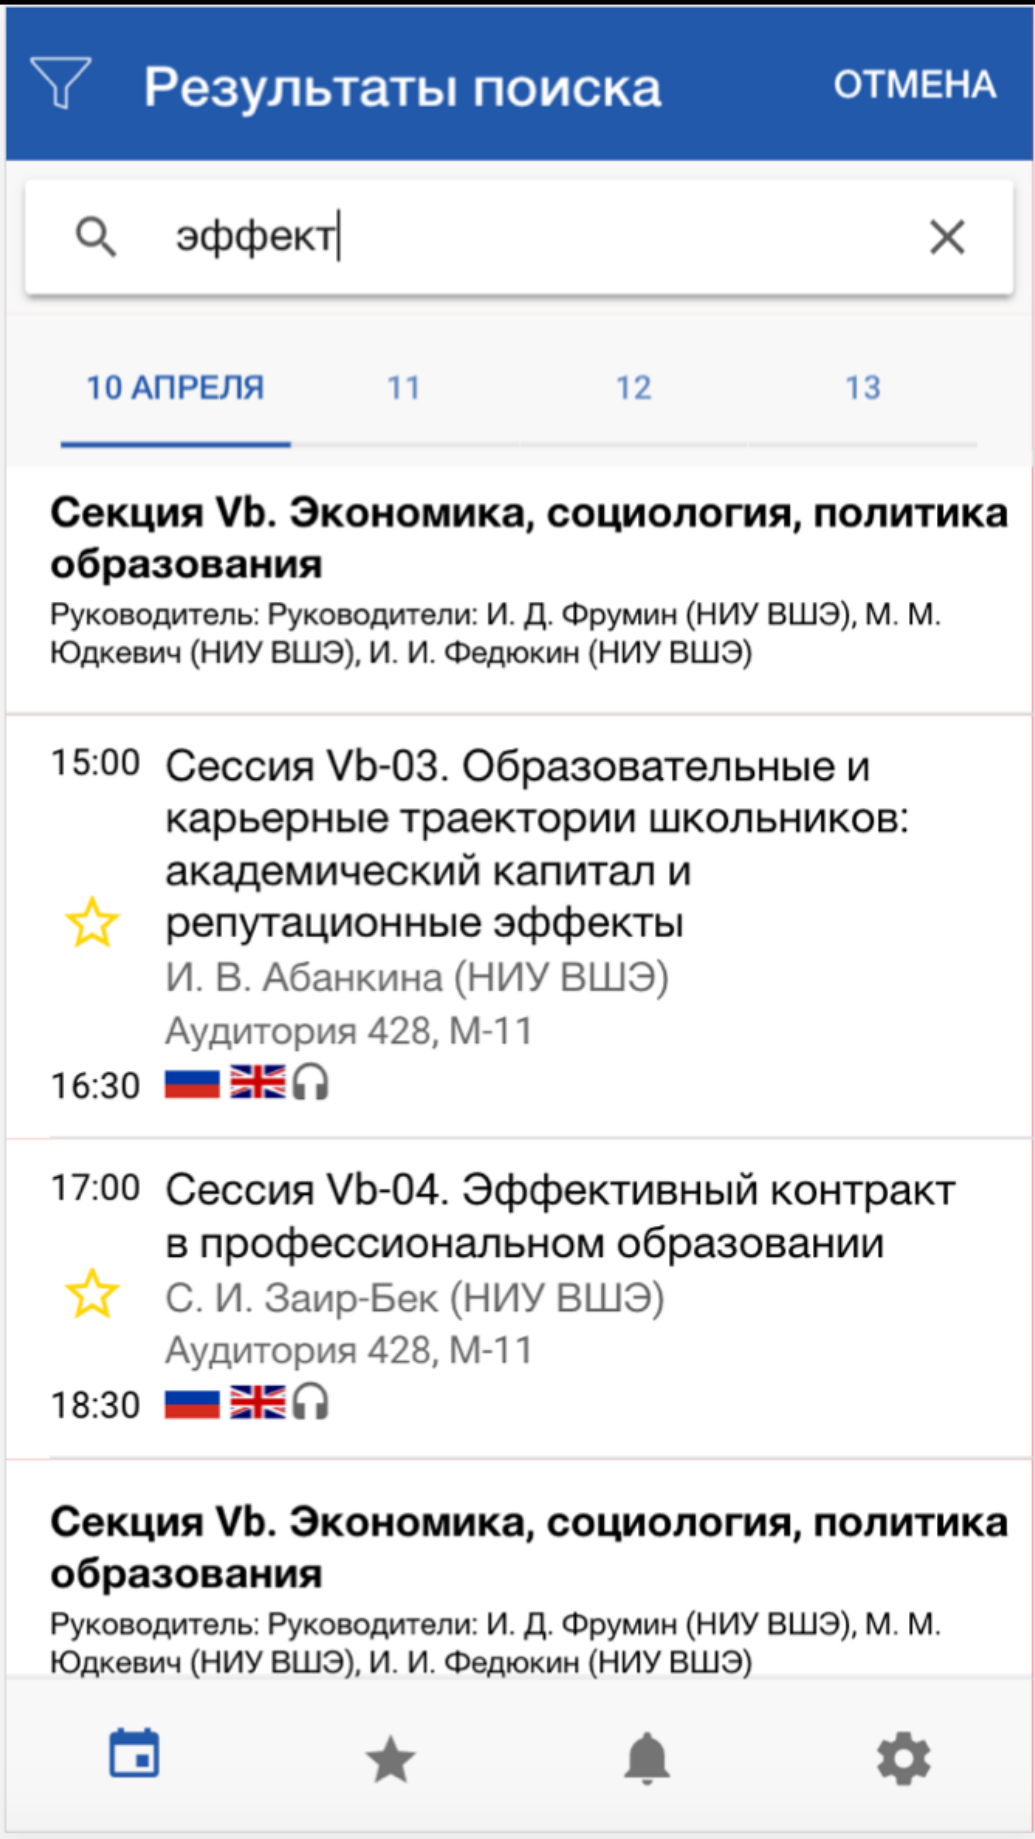 Результаты поиска
ОТМЕНА
эффект
10 АПРЕЛЯ
11
12
13
Секция Vb. Экономика, социология, политика
образования
Руководитель: Руководители: И. Д. Фрумин (НИУ ВШЭ), М. М.
Юдкевич (НИУ ВШЭ), И. И. Федюкин (НИУ ВШЭ)
15:00
Сессия Vb-03. Образовательные и
карьерные траектории школьников:
академический капитал и
репутационные эффекты
И. В. Абанкина (НИУ ВШЭ)
Аудитория 428, М-11
16:30
17:00
Сессия Vb-04. Эффективный контракт
в профессиональном образовании
С. И. Заир-Бек (НИУ ВШЭ)
Аудитория 428, М-11
18:30
Секция Vb. Экономика, социология, политика
образования
Руководитель: Руководители: И. Д. Фрумин (НИУ ВШЭ), М. М.
Юдкевич (НИУ ВШЭ), И. И. Федюкин (НИУ ВШЭ)